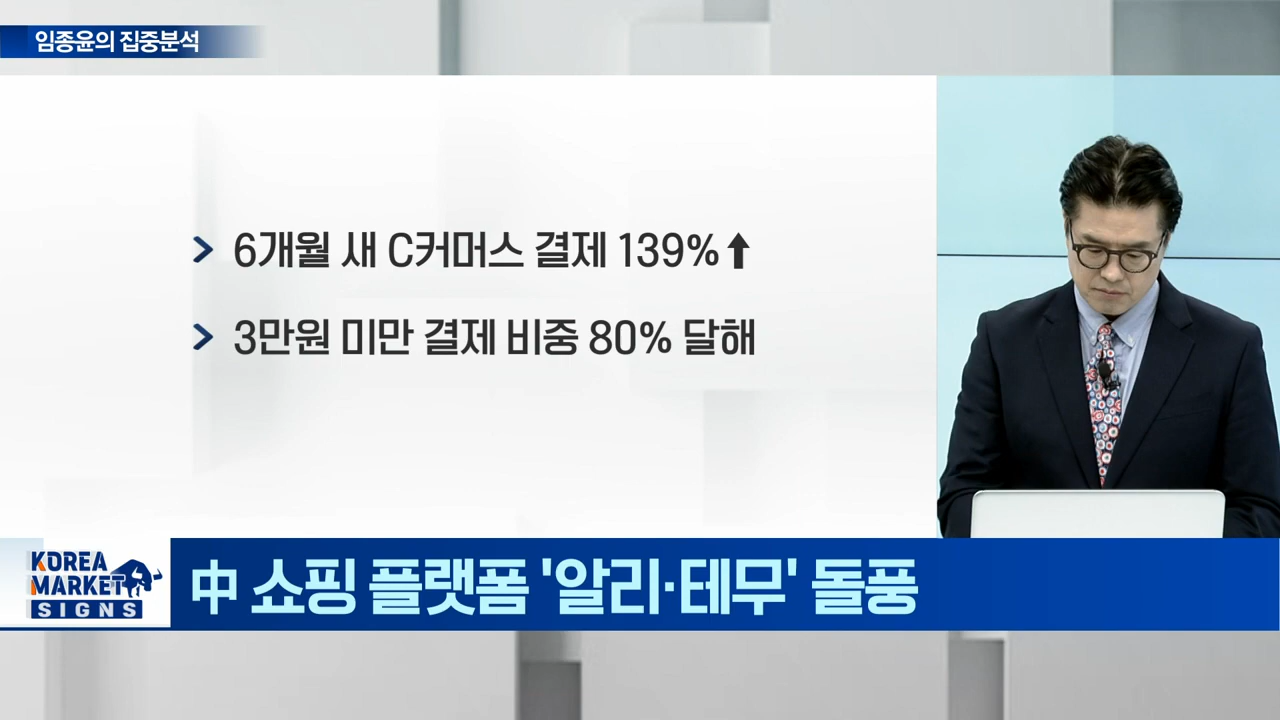 임종윤의 집중분석
6개월 새 C커머스 결제 139%⬆
3만원 미만 결제 비중 80% 달해
KOREA
MARKET
SIGNS
中 쇼핑 플랫폼 '알리·테무' 돌풍